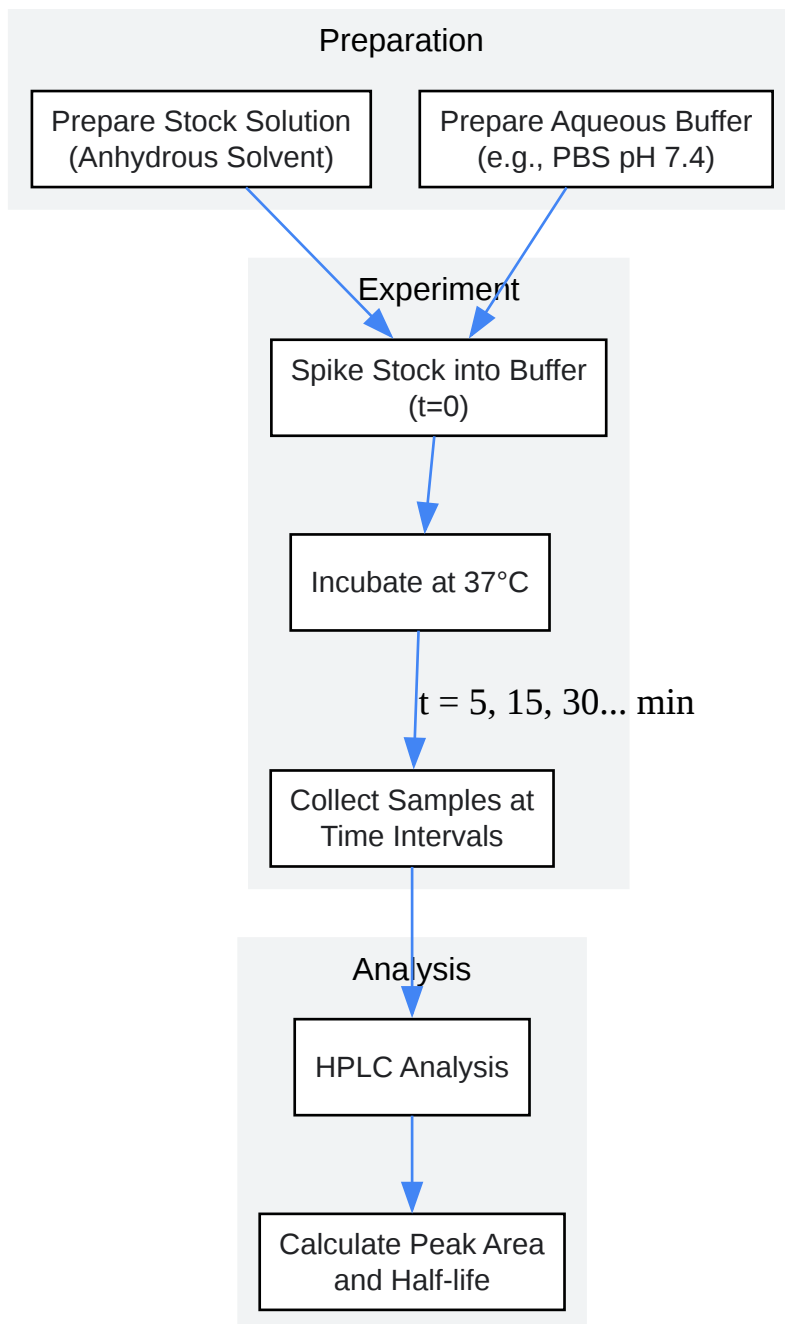 Preparation
Prepare Stock Solution
(Anhydrous Solvent)
Prepare Aqueous Buffer
(e.g., PBS pH 7.4)
Experiment
Spike Stock into Buffer
(t=0)
Incubate at 37°C
t = 5, 15, 30... min
Collect Samples at
Time Intervals
Analysis
HPLC Analysis
Calculate Peak Area
and Half-life